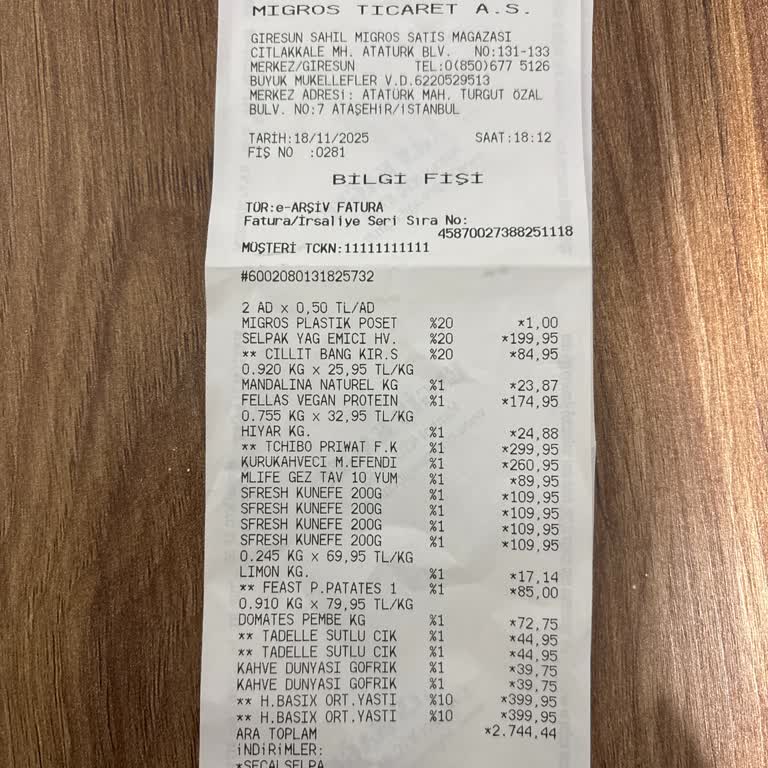 MIGROS TICARET A.S.
GIRESUN SAHIL MIGROS SATIS MAGAZASI
CITLAKKALE MH. ATATURK BLV. NO:131-133
MERKEZ/GIRESUN TEL:0(850)677 5126
BUYUK MUKELLEFLER V.D.6220529513
MERKEZ ADRESİ: ATATÜRK MAH. TURGUT ÖZAL
BULV. NO:7 ATAŞEHİR/İSTANBUL
TARİH:18/11/2025 SAAT:18:12
FİŞ NO :0281
BİLGİ FİŞİ
TÜR:e-ARŞİV FATURA
Fatura/İrsaliye Seri Sıra No:
45870027388251118
MÜŞTERİ TCKN:11111111111
#6002080131825732
2 AD x 0,50 TL/AD
MIGROS PLASTIK POSET %20 *1,00
SELPAK YAG EMICI HV. %20 *199,95
** CILLIT BANG KIR.S %20 *84,95
0.920 KG x 25,95 TL/KG
MANDALINA NATUREL KG %1 *23,87
FELLAS VEGAN PROTEIN %1 *174,95
0.755 KG x 32,95 TL/KG
HIYAR KG. %1 *24,88
** TCHIBO PRIWAT F.K %1 *299,95
KURUKAHVECI M.EFENDI %1 *260,95
MLIFE GEZ TAV 10 YUM %1 *89,95
SFRESH KUNEFE 200G %1 *109,95
SFRESH KUNEFE 200G %1 *109,95
SFRESH KUNEFE 200G %1 *109,95
SFRESH KUNEFE 200G %1 *109,95
0.245 KG x 69,95 TL/KG
LIMON KG. %1 *17,14
** FEAST P.PATATES 1 %1 *85,00
0.910 KG x 79,95 TL/KG
DOMATES PEMBE KG %1 *72,75
** TADELLE SUTLU CIK %1 *44,95
** TADELLE SUTLU CIK %1 *44,95
KAHVE DUNYASI GOFRIK %1 *39,75
KAHVE DUNYASI GOFRIK %1 *39,75
** H.BASIX ORT.YASTI %10 *399,95
** H.BASIX ORT.YASTI %10 *399,95
ARA TOPLAM *2.744,44
İNDİRİMLER:
*SECALSELPA